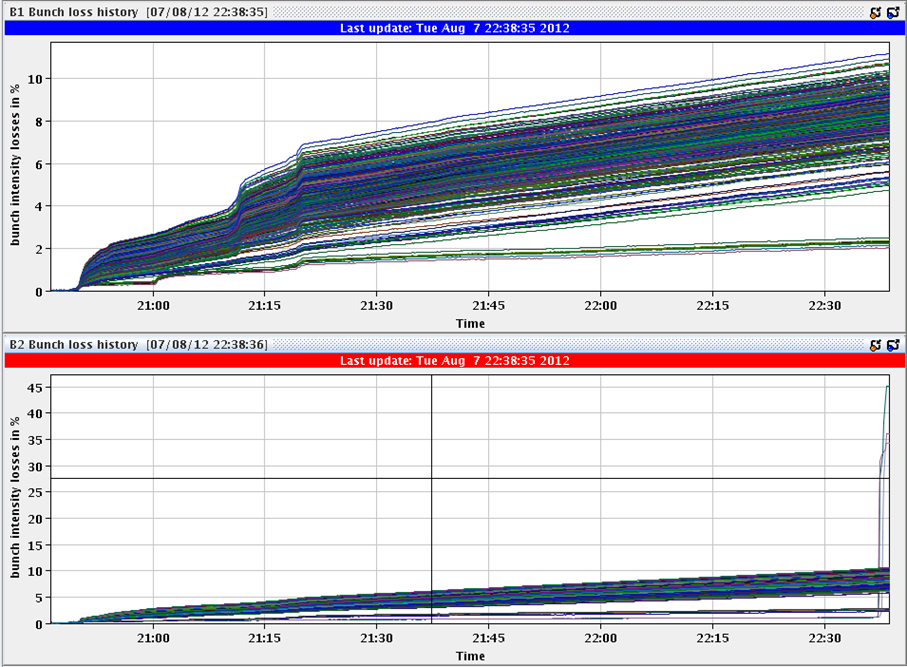 B1 Bunch loss history [07/08/12 22:38:35]
Last update: Tue Aug 7 22:38:35 2012
bunch intensity losses in %
10
8
6
4
2
0
21:00 21:15 21:30 21:45 22:00 22:15 22:30
Time
B2 Bunch loss history [07/08/12 22:38:36]
Last update: Tue Aug 7 22:38:35 2012
bunch intensity losses in %
45
40
35
30
25
20
15
10
5
0
21:00 21:15 21:30 21:45 22:00 22:15 22:30
Time